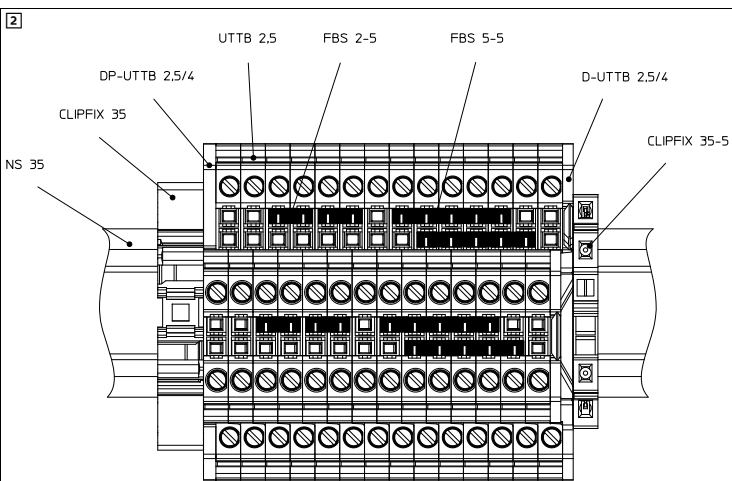 2
UTTB 2,5 FBS 2-5 FBS 5-5
DP-UTTB 2,5/4 D-UTTB 2,5/4
CLIPFIX 35 CLIPFIX 35-5
NS 35